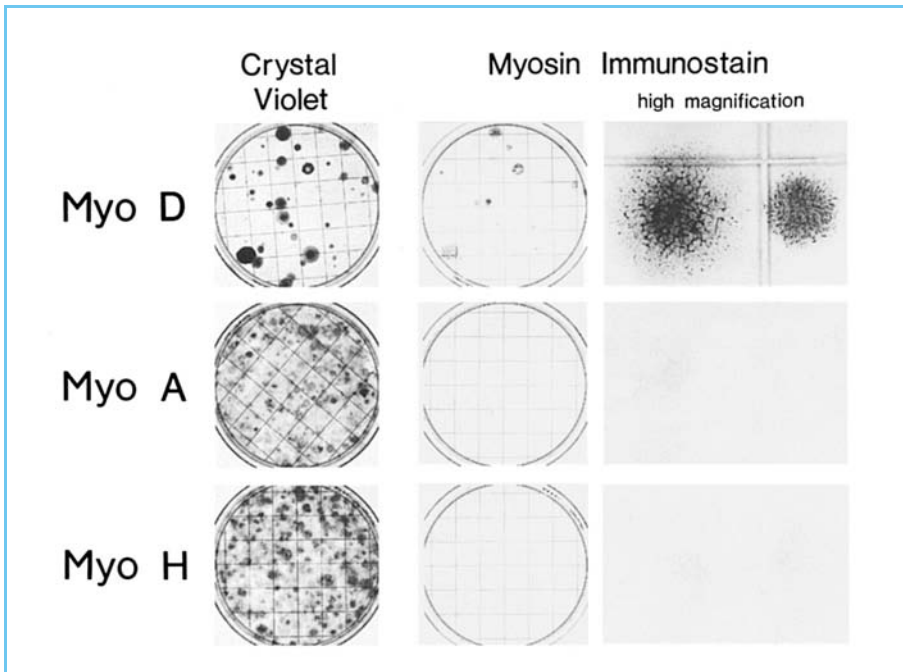 Crystal
Violet
Myosin Immunostain
high magnification
Myo D
Myo A
Myo H